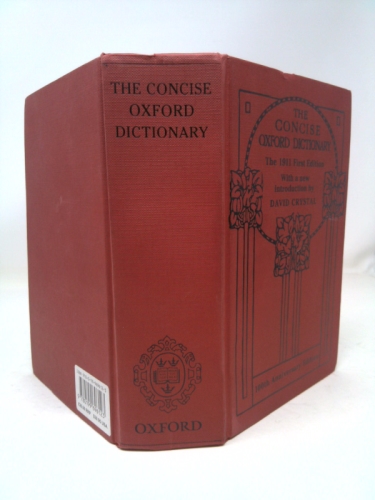 THE CONCISE
OXFORD
DICTIONARY
OXFORD
THE
CONCISE
OXFORD DICTIONARY
The 1911 First Edition
With a new
introduction by
DAVID CRYSTAL